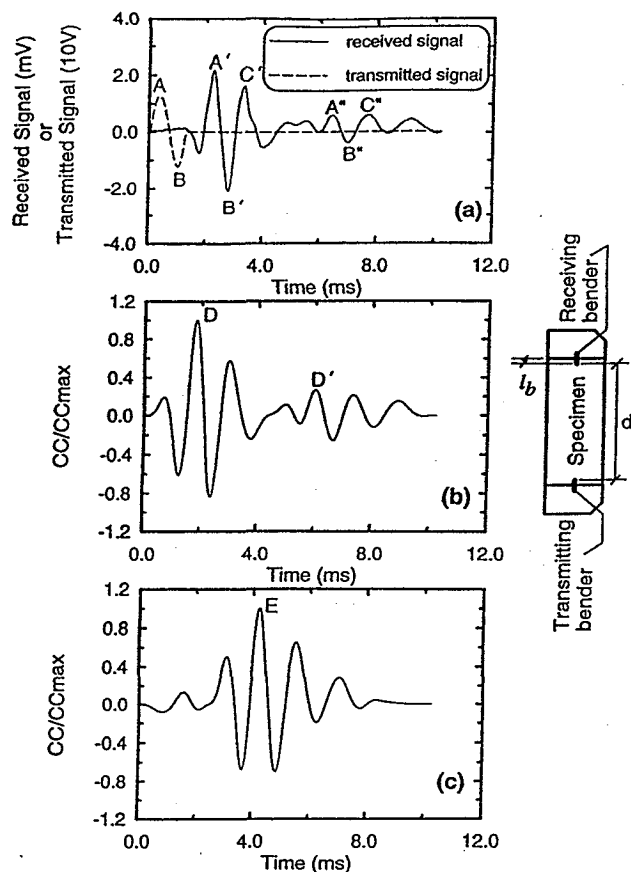 Received Signal (mV)
or
Transmitted Signal (10V)
4.0
2.0
0.0
-2.0
-4.0
received signal
transmitted signal
A
B
A′
B′
C′
A″
B″
C″
(a)
0.0 4.0 8.0 12.0
Time (ms)
CC/CCmax
1.2
0.8
0.4
0.0
-0.4
-0.8
-1.2
D
D′
(b)
0.0 4.0 8.0 12.0
Time (ms)
CC/CCmax
1.2
0.8
0.4
0.0
-0.4
-0.8
-1.2
E
(c)
0.0 4.0 8.0 12.0
Time (ms)
Receiving
bender
lb
Specimen
d
Transmitting
bender